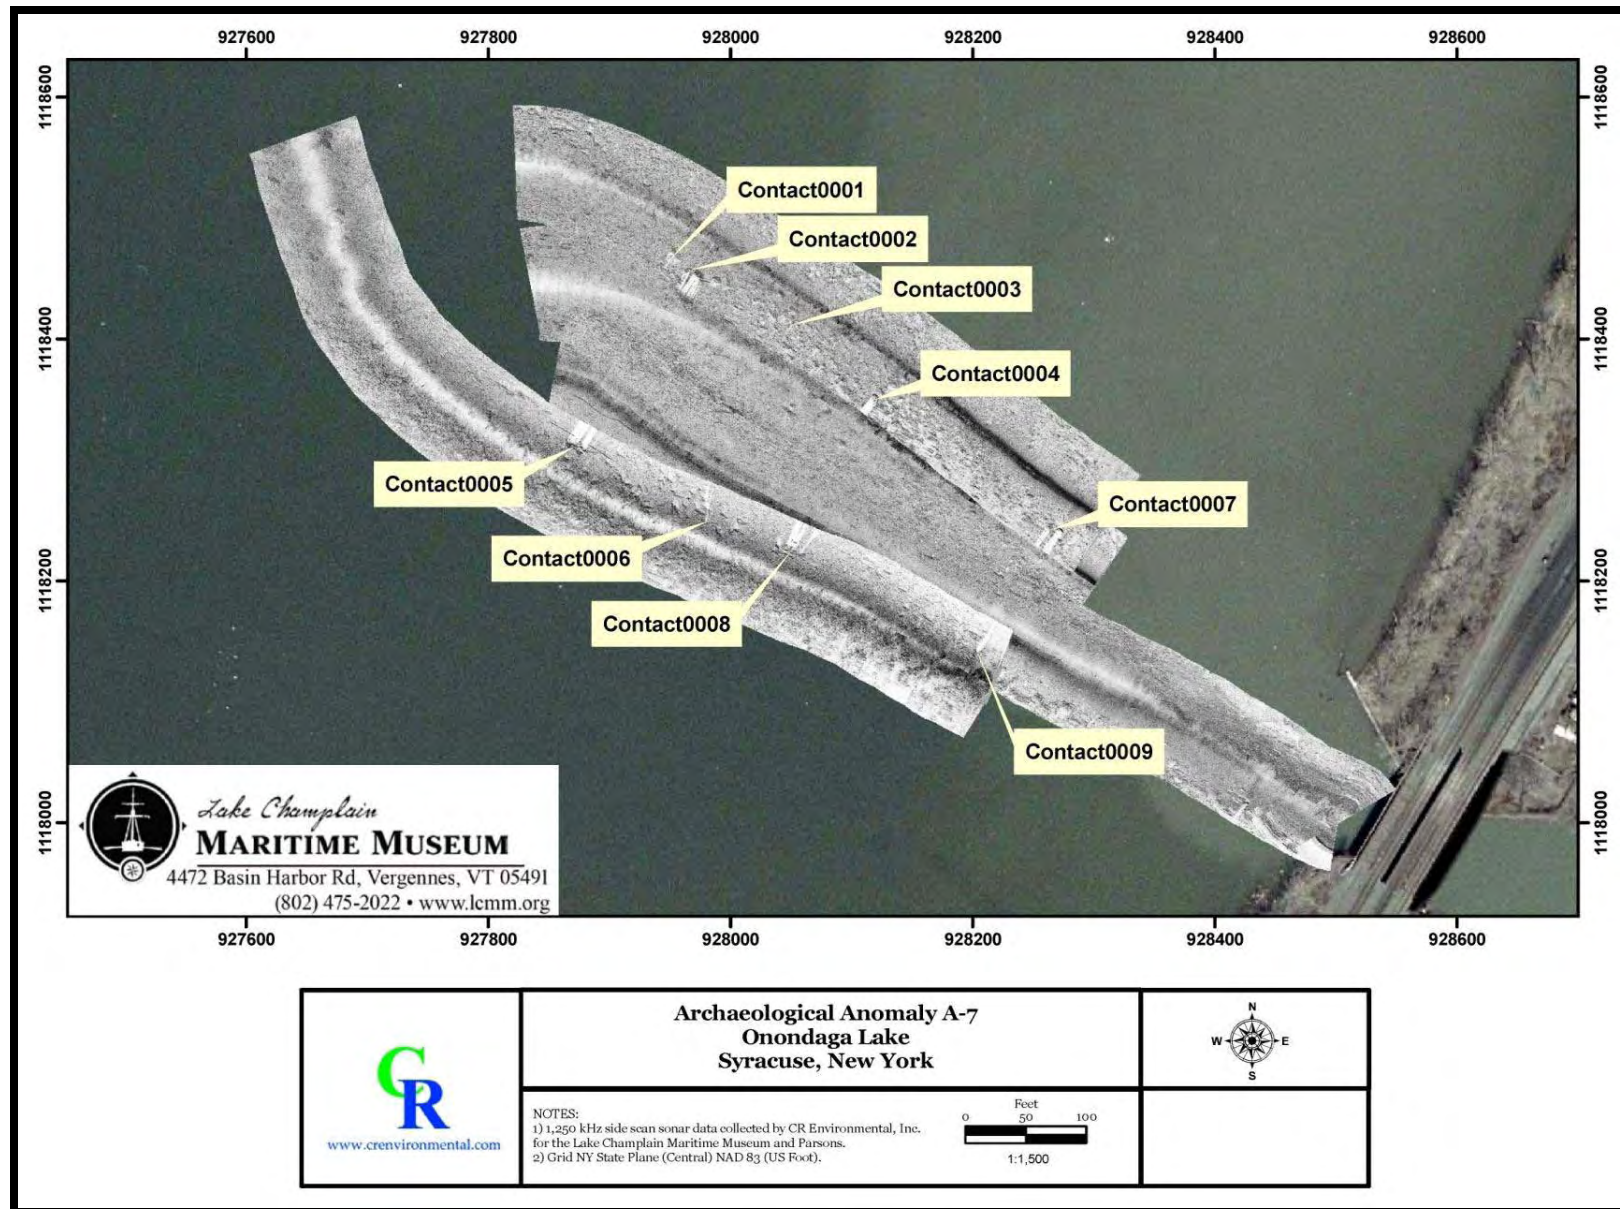 927600 927800 928000 928200 928400 928600
1118600 1118600
Contact0001
Contact0002
Contact0003
1118400 1118400
Contact0004
Contact0005
Contact0007
Contact0006
1118200 1118200
Contact0008
Contact0009
1118000 1118000
Lake Champlain
MARITIME MUSEUM
4472 Basin Harbor Rd, Vergennes, VT 05491
(802) 475-2022 • www.lcmm.org
927600 927800 928000 928200 928400 928600
CR
www.crenvironmental.com
Archaeological Anomaly A-7
Onondaga Lake
Syracuse, New York
N
W E
S
NOTES:
1) 1,250 kHz side scan sonar data collected by CR Environmental, Inc.
for the Lake Champlain Maritime Museum and Parsons.
2) Grid NY State Plane (Central) NAD 83 (US Foot).
Feet
0 50 100
1:1,500